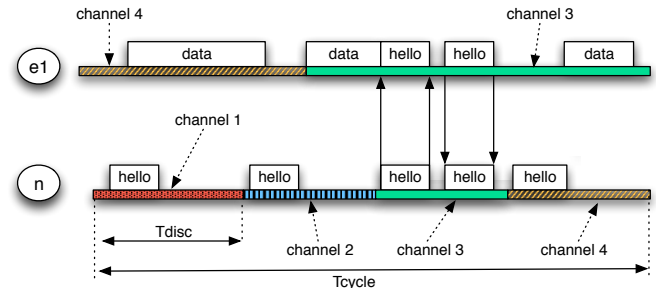 channel 4
channel 3
e1
data
data
hello
hello
data
channel 1
n
hello
hello
hello
hello
hello
Tdisc
channel 2
channel 3
channel 4
Tcycle